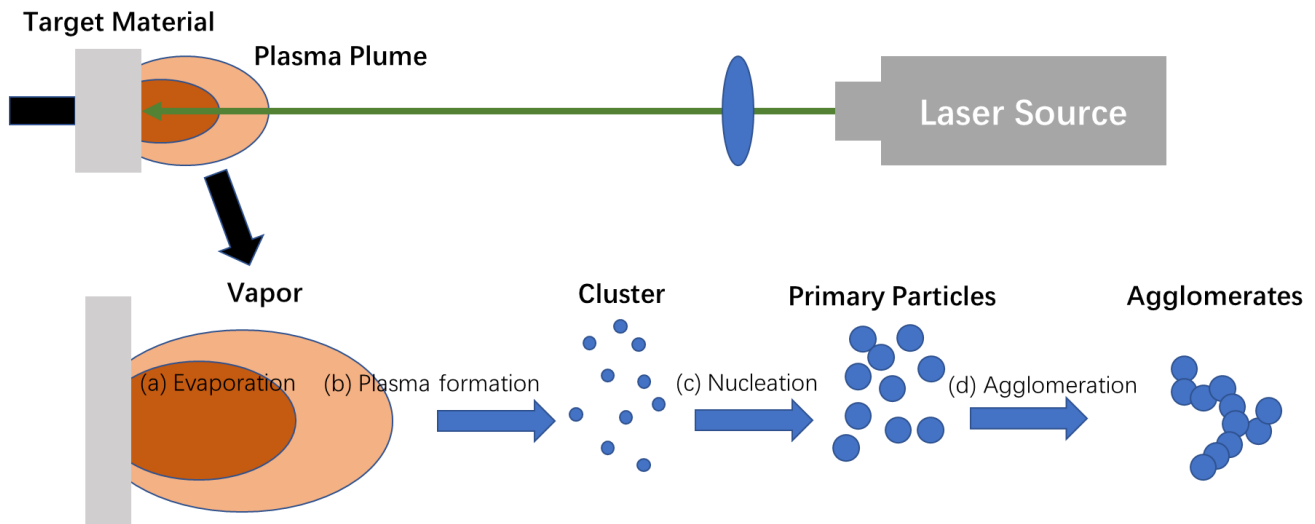 Target Material
Plasma Plume
Laser Source
Vapor
Cluster
Primary Particles
Agglomerates
(a) Evaporation
(b) Plasma formation
(c) Nucleation
(d) Agglomeration